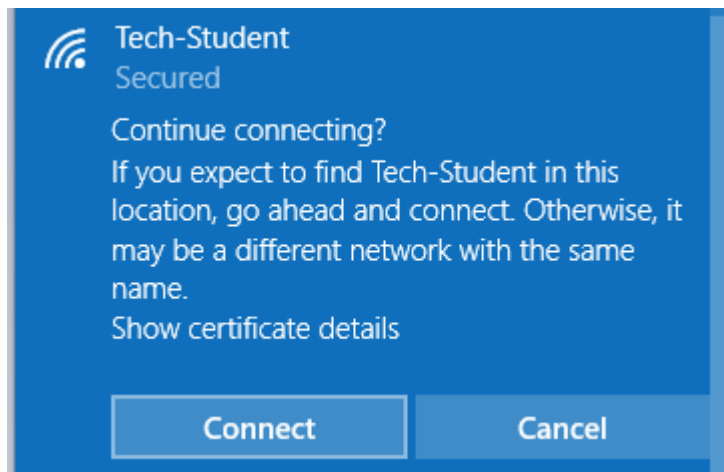 Tech-Student
Secured
Continue connecting?
If you expect to find Tech-Student in this
location, go ahead and connect. Otherwise, it
may be a different network with the same
name.
Show certificate details
Connect
Cancel